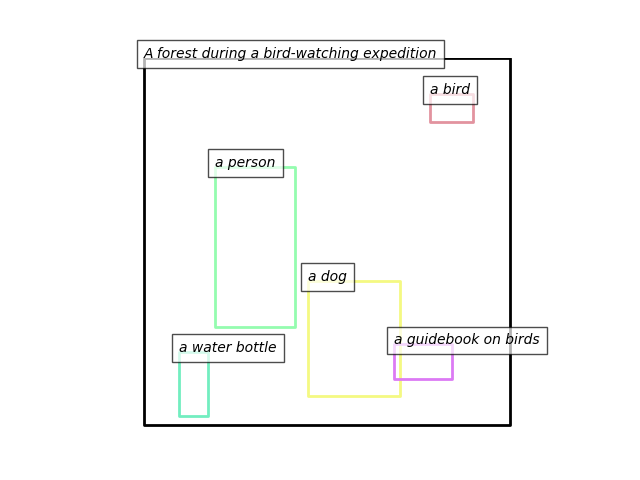 A forest during a bird-watching expedition
a bird
a person
a dog
a guidebook on birds
a water bottle